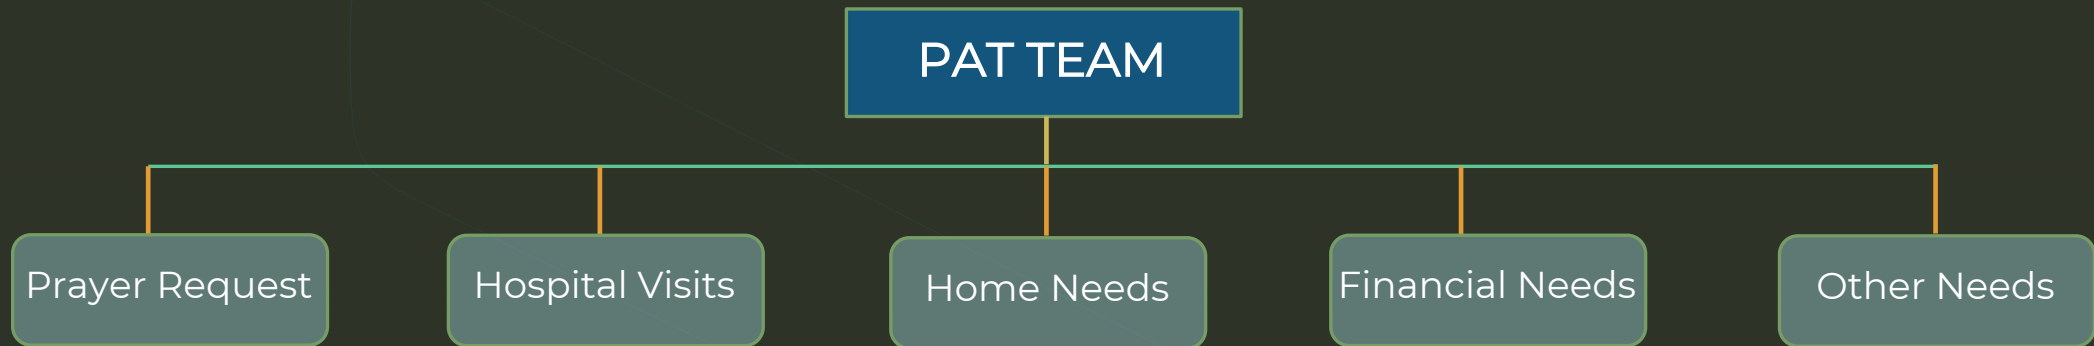 PAT TEAM
Prayer Request
Hospital Visits
Home Needs
Financial Needs
Other Needs